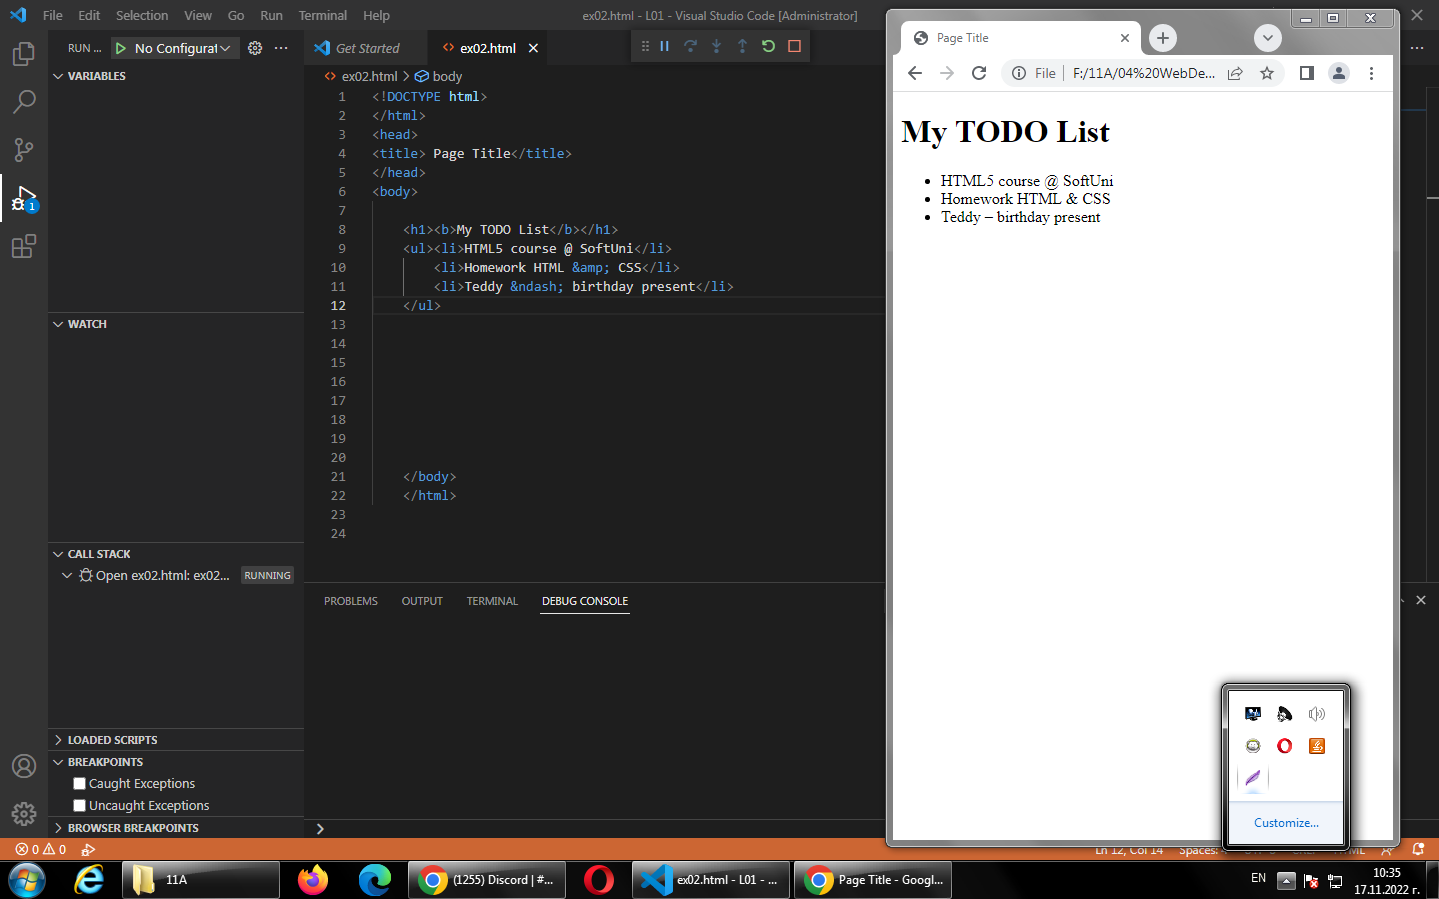 File Edit Selection View Go Run Terminal Help
ex02.html - L01 - Visual Studio Code [Administrator]
RUN ...
No Configurat
Get Started
ex02.html
ex02.html > body
VARIABLES
WATCH
CALL STACK
Open ex02.html: ex02...
RUNNING
LOADED SCRIPTS
BREAKPOINTS
Caught Exceptions
Uncaught Exceptions
BROWSER BREAKPOINTS
1
1 <!DOCTYPE html>
2 </html>
3 <head>
4 <title> Page Title</title>
5 </head>
6 <body>
7
8 <h1><b>My TODO List</b></h1>
9 <ul><li>HTML5 course @ SoftUni</li>
10 <li>Homework HTML &amp; CSS</li>
11 <li>Teddy &ndash; birthday present</li>
12 </ul>
13
14
15
16
17
18
19
20
21 </body>
22 </html>
23
24
PROBLEMS OUTPUT TERMINAL DEBUG CONSOLE
Page Title
File | F:/11A/04%20WebDe...
My TODO List
• HTML5 course @ SoftUni
• Homework HTML & CSS
• Teddy – birthday present
Customize...
0 0
Ln 12, Col 14
11A
(1255) Discord | #...
ex02.html - L01 - ...
Page Title - Googl...
EN
10:35
17.11.2022 г.